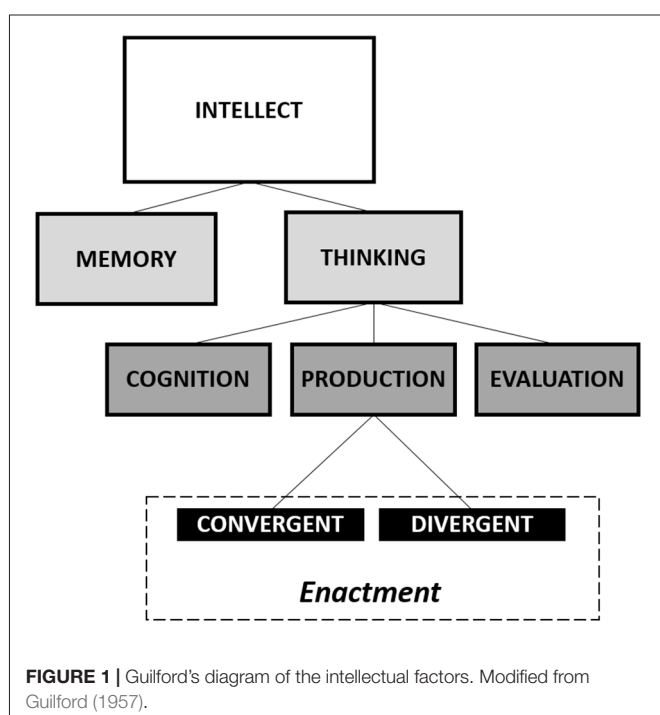 INTELLECT
MEMORY
THINKING
COGNITION
PRODUCTION
EVALUATION
CONVERGENT
DIVERGENT
Enactment
FIGURE 1 | Guilford's diagram of the intellectual factors. Modified from
Guilford (1957).